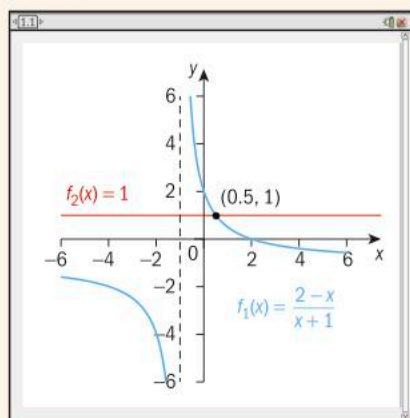 1.1
y
6
4
f₂(x) = 1
2
(0.5, 1)
−6 −4 −2 0 2 4 6 x
−2
f₁(x) = \frac{2 − x}{x + 1}
−4
−6